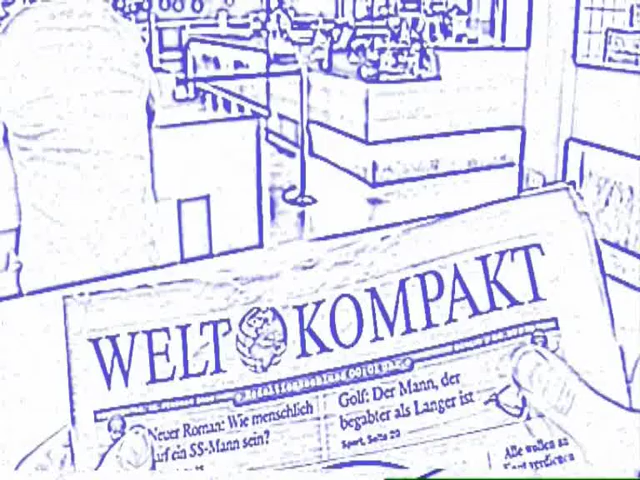 WELT KOMPAKT
Neuer Roman: Wie menschlich
darf ein SS-Mann sein?
Golf: Der Mann, der
begabter als Langer ist
Sport, Seite 20
Alle wollen an